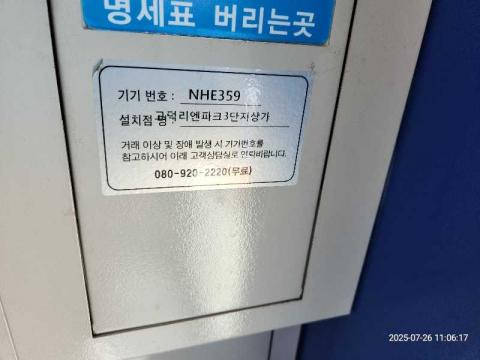 명세표 버리는곳
기기 번호 : NHE359
설치점 명 : 고덕리엔파크3단지상가
거래 이상 및 장애 발생 시 기기번호를
참고하시어 아래 고객상담실로 연락바랍니다.
080-920-2220(무료)
2025-07-26 11:06:17